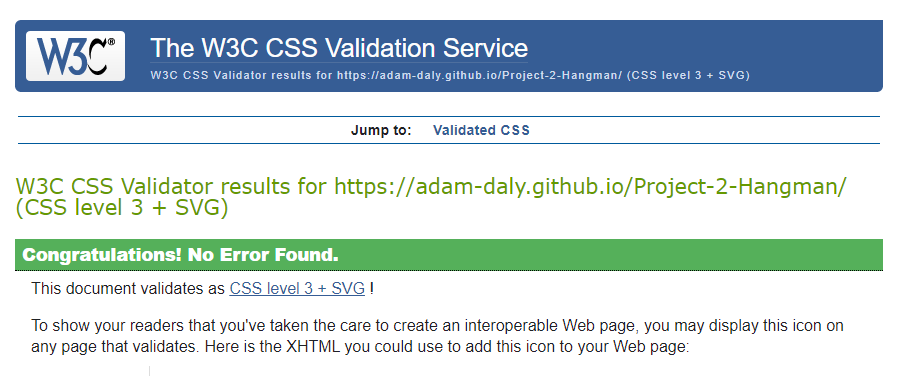 W3C®
The W3C CSS Validation Service
W3C CSS Validator results for https://adam-daly.github.io/Project-2-Hangman/ (CSS level 3 + SVG)
Jump to: Validated CSS
W3C CSS Validator results for https://adam-daly.github.io/Project-2-Hangman/
(CSS level 3 + SVG)
Congratulations! No Error Found.
This document validates as CSS level 3 + SVG !
To show your readers that you've taken the care to create an interoperable Web page, you may display this icon on
any page that validates. Here is the XHTML you could use to add this icon to your Web page: